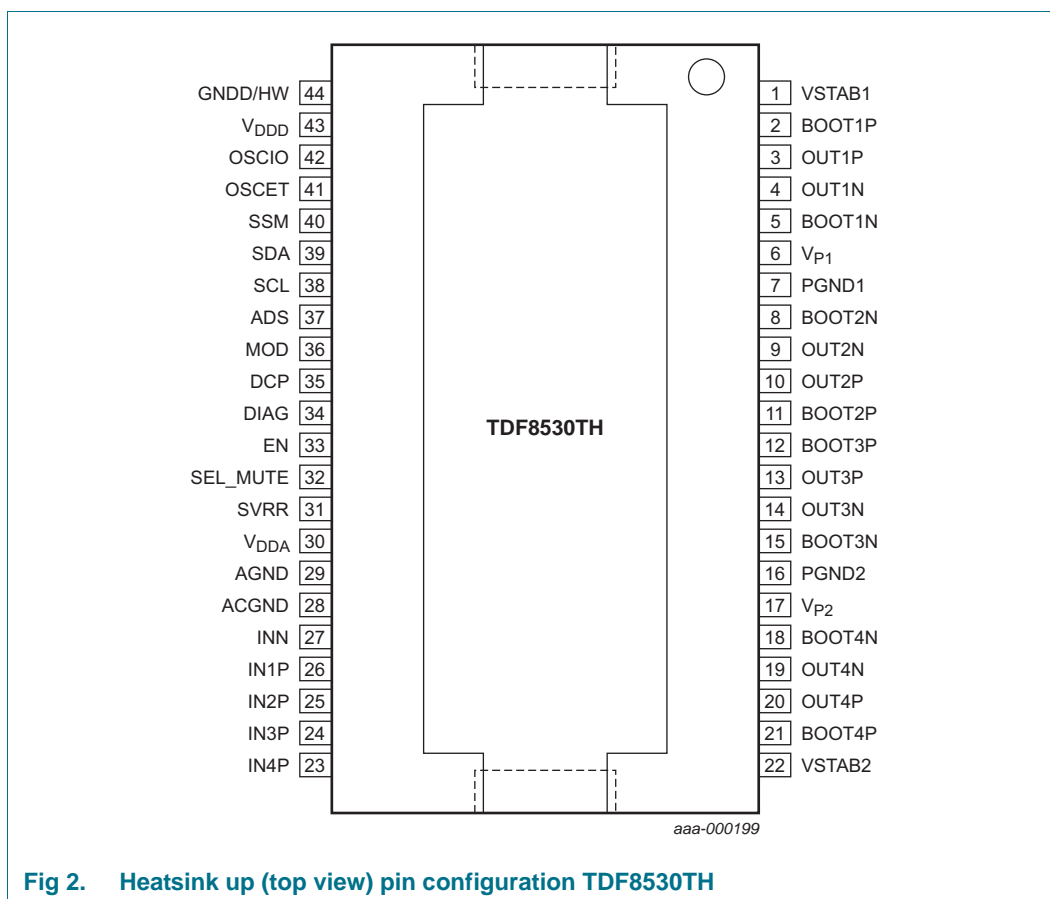 GNDD/HW 44 1 VSTAB1
VDDD 43 2 BOOT1P
OSCIO 42 3 OUT1P
OSCET 41 4 OUT1N
SSM 40 5 BOOT1N
SDA 39 6 VP1
SCL 38 7 PGND1
ADS 37 8 BOOT2N
MOD 36 9 OUT2N
DCP 35 10 OUT2P
DIAG 34 11 BOOT2P
TDF8530TH
EN 33 12 BOOT3P
SEL_MUTE 32 13 OUT3P
SVRR 31 14 OUT3N
VDDA 30 15 BOOT3N
AGND 29 16 PGND2
ACGND 28 17 VP2
INN 27 18 BOOT4N
IN1P 26 19 OUT4N
IN2P 25 20 OUT4P
IN3P 24 21 BOOT4P
IN4P 23 22 VSTAB2
aaa-000199
Fig 2. Heatsink up (top view) pin configuration TDF8530TH